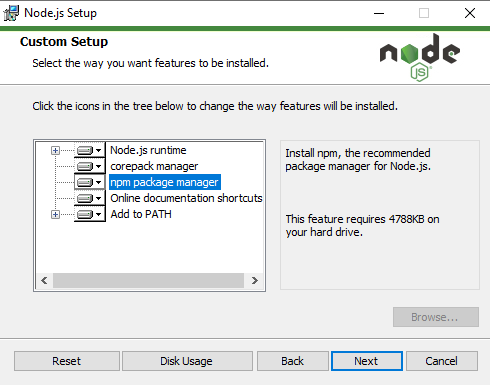 Node.js Setup
Custom Setup
Select the way you want features to be installed.
node
JS
Click the icons in the tree below to change the way features will be installed.
Node.js runtime
corepack manager
npm package manager
Online documentation shortcuts
Add to PATH
Install npm, the recommended
package manager for Node.js.
This feature requires 4788KB on
your hard drive.
Browse...
Reset
Disk Usage
Back
Next
Cancel